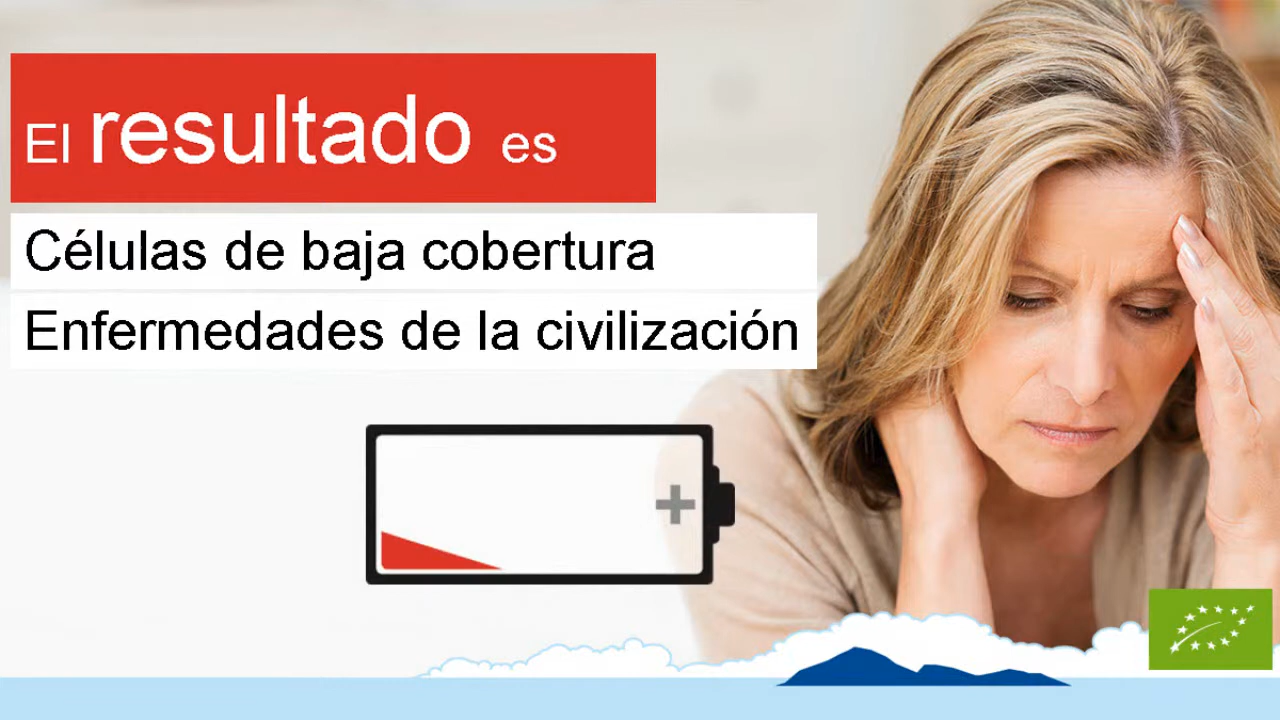 El resultado es
Células de baja cobertura
Enfermedades de la civilización
+